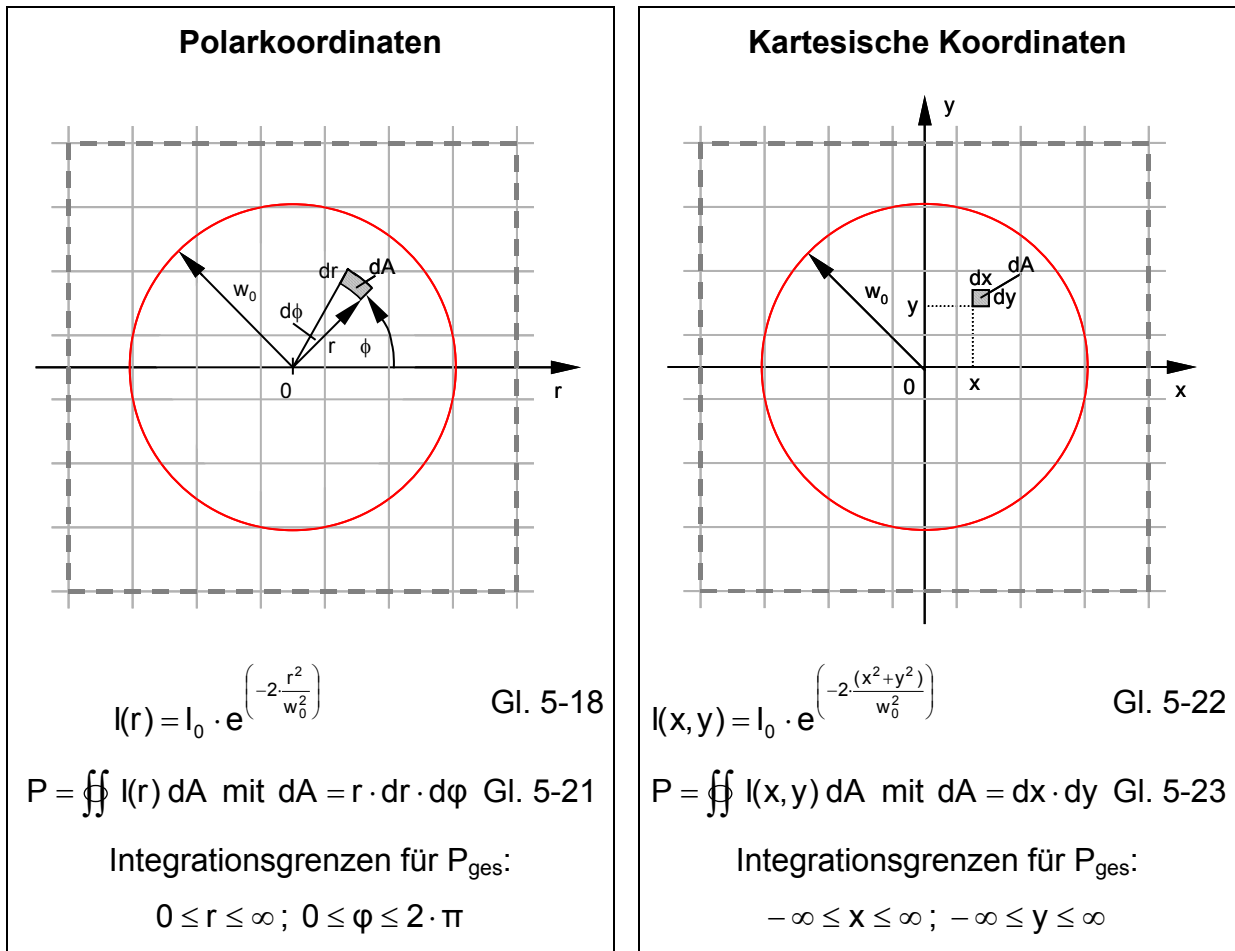 Polarkoordinaten
dr
dA
w₀
dϕ
r
ϕ
0
r
I(r) = I₀ · e^(−2·r²/w₀²) Gl. 5-18
P = ∯ I(r) dA mit dA = r · dr · dφ Gl. 5-21
Integrationsgrenzen für P_ges:
0 ≤ r ≤ ∞ ; 0 ≤ φ ≤ 2 · π
Kartesische Koordinaten
y
dx
dA
w₀
y
dy
0
x
x
I(x, y) = I₀ · e^(−2·(x²+y²)/w₀²) Gl. 5-22
P = ∯ I(x, y) dA mit dA = dx · dy Gl. 5-23
Integrationsgrenzen für P_ges:
−∞ ≤ x ≤ ∞ ; −∞ ≤ y ≤ ∞